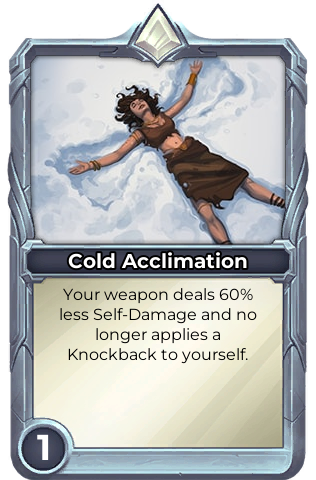 Cold Acclimation
Your weapon deals 60%
less Self-Damage and no
longer applies a
Knockback to yourself.
1